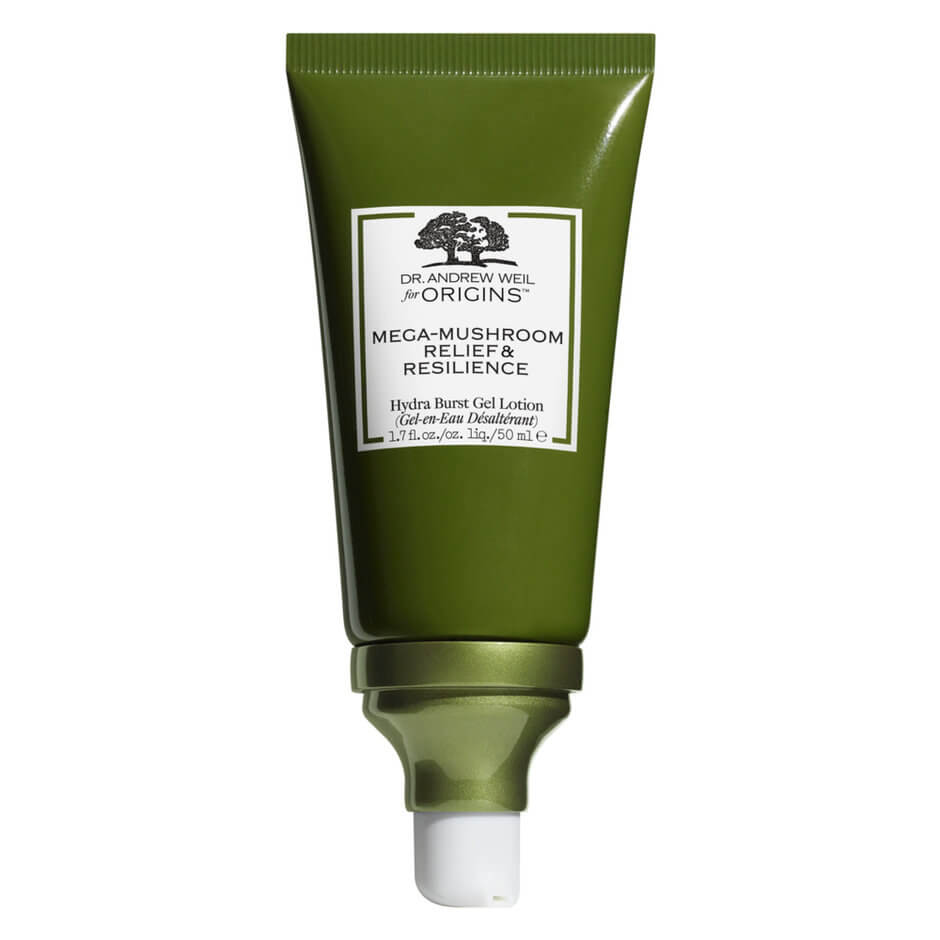 DR. ANDREW WEIL
for ORIGINS™
MEGA-MUSHROOM
RELIEF &
RESILIENCE
Hydra Burst Gel Lotion
(Gel-en-Eau Désaltérant)
1.7 fl.oz./oz. liq./50 ml ℮